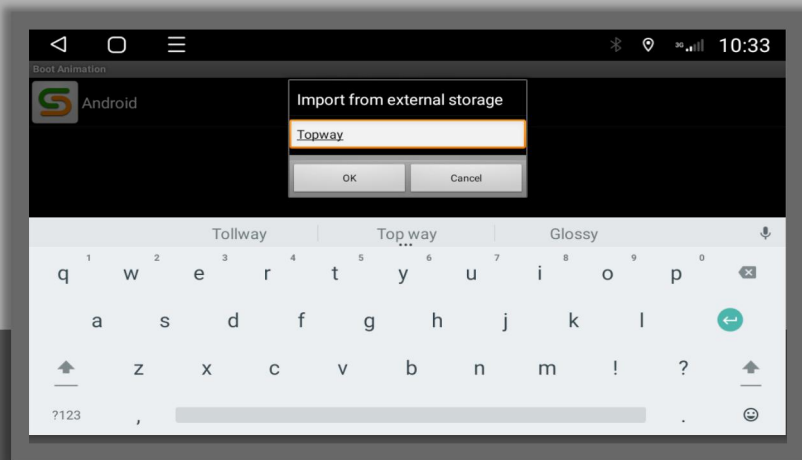 3G 10:33
Boot Animation
Android
Import from external storage
Topway
OK Cancel
Tollway Top way Glossy
...
1 2 3 4 5 6 7 8 9 0
q w e r t y u i o p
a s d f g h j k l
z x c v b n m ! ?
?123 , .